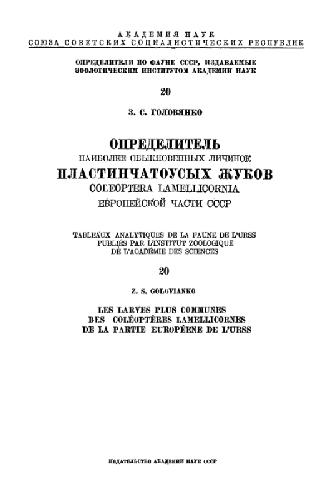 АКАДЕМИЯ НАУК
СОЮЗА СОВЕТСКИХ СОЦИАЛИСТИЧЕСКИХ РЕСПУБЛИК
ОПРЕДЕЛИТЕЛИ ПО ФАУНЕ СССР, ИЗДАВАЕМЫЕ
ЗООЛОГИЧЕСКИМ ИНСТИТУТОМ АКАДЕМИИ НАУК
20
З. С. ГОЛОВЯНКО
ОПРЕДЕЛИТЕЛЬ
НАИБОЛЕЕ ОБЫКНОВЕННЫХ ЛИЧИНОК
ПЛАСТИНЧАТОУСЫХ ЖУКОВ
COLEOPTERA LAMELLICORNIA
ЕВРОПЕЙСКОЙ ЧАСТИ СССР
TABLEAUX ANALYTIQUES DE LA FAUNE DE L'URSS
PUBLIÉS PAR L'INSTITUT ZOOLOGIQUE
DE L'ACADÉMIE DES SCIENCES
20
Z. S. GOLOVIANKO
LES LARVES PLUS COMMUNES
DES COLÉOPTÈRES LAMELLICORNES
DE LA PARTIE EUROPÉENE DE L'URSS
ИЗДАТЕЛЬСТВО АКАДЕМИИ НАУК СССР